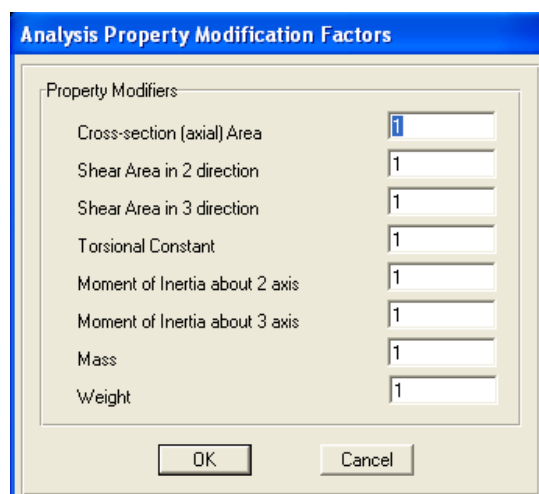 Analysis Property Modification Factors
Property Modifiers
Cross-section (axial) Area 1
Shear Area in 2 direction 1
Shear Area in 3 direction 1
Torsional Constant 1
Moment of Inertia about 2 axis 1
Moment of Inertia about 3 axis 1
Mass 1
Weight 1
OK Cancel